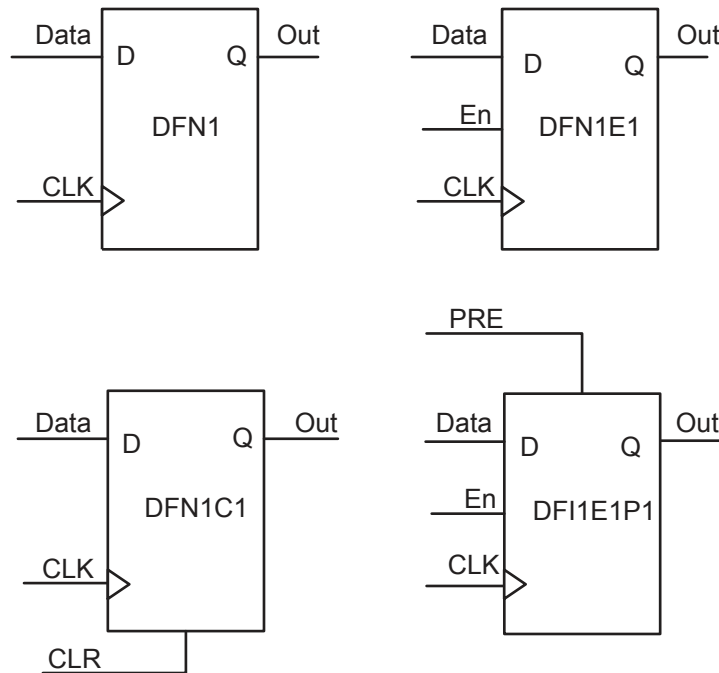 Data
D
Q
Out
DFN1
CLK
Data
D
Q
Out
En
DFN1E1
CLK
Data
D
Q
Out
DFN1C1
CLK
CLR
PRE
Data
D
Q
Out
En
DFI1E1P1
CLK